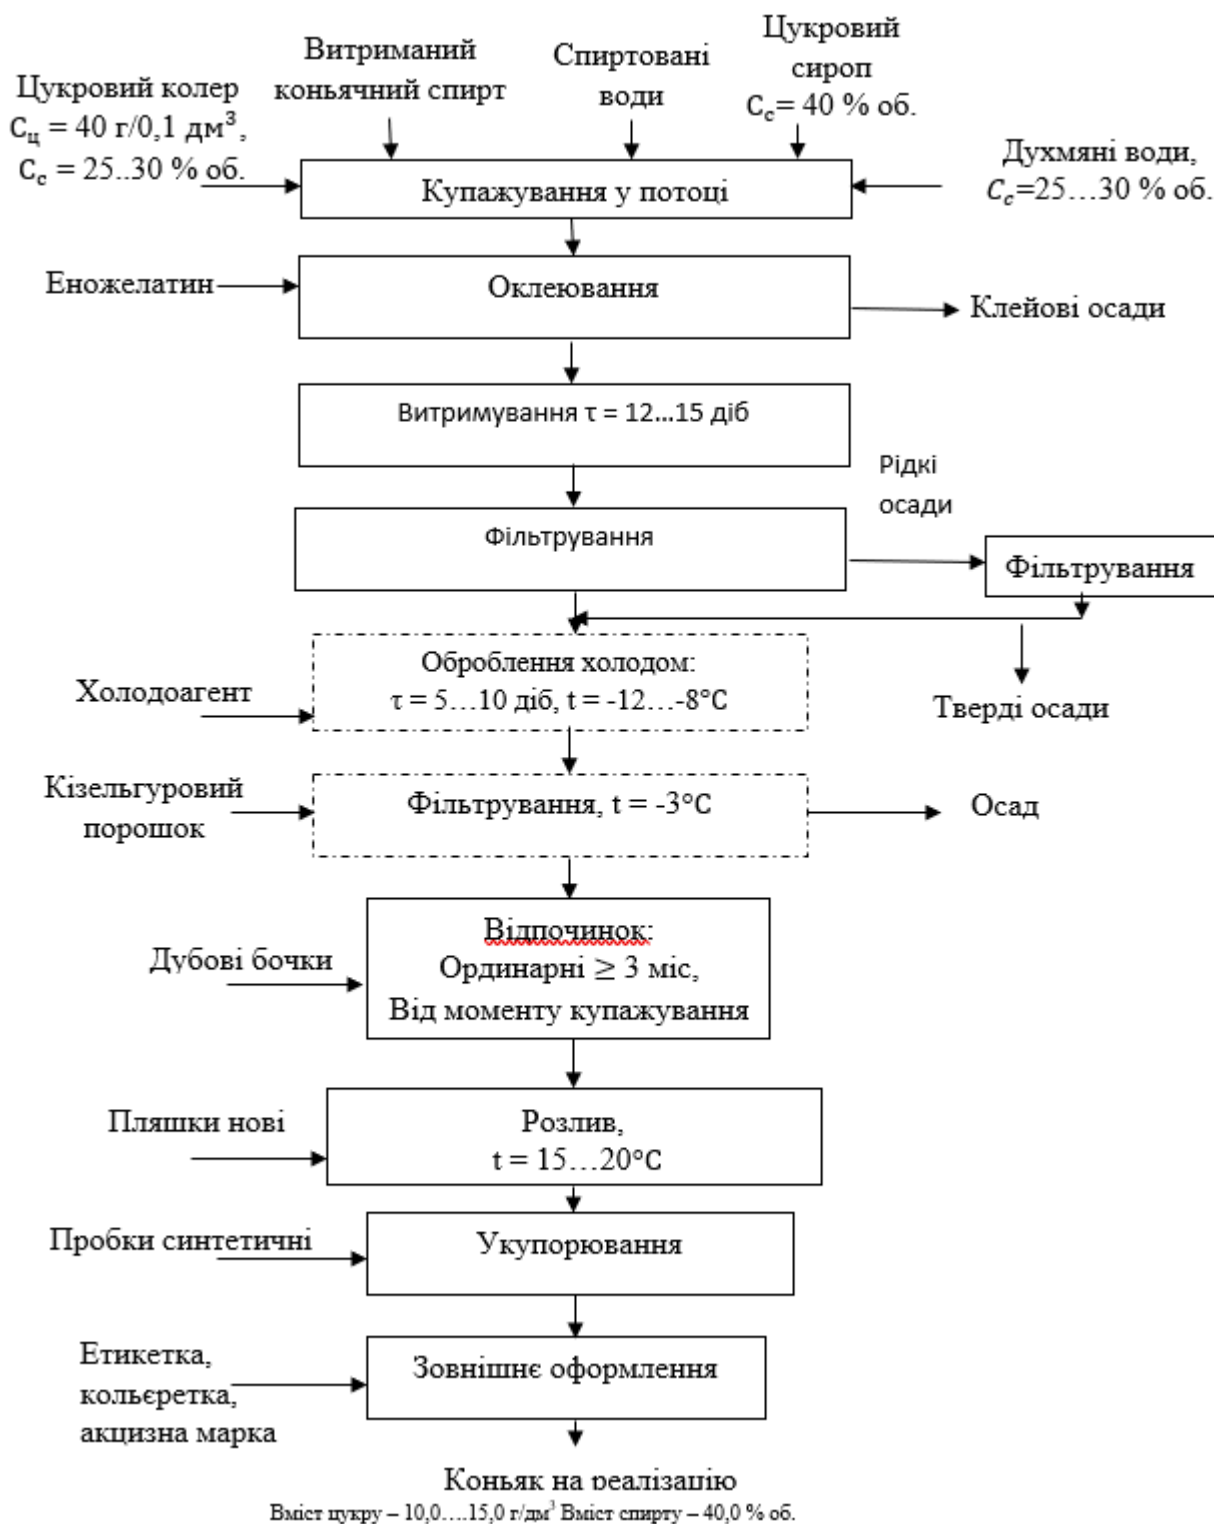 Цукровий колер
Сц = 40 г/0,1 дм³,
Сс = 25..30 % об.
Витриманий
коньячний спирт
Спиртовані
води
Цукровий
сироп
Сс= 40 % об.
Духмяні води,
Сс=25…30 % об.
Купажування у потоці
Еножелатин
Оклеювання
Клейові осади
Витримування τ = 12...15 діб
Рідкі
осади
Фільтрування
Фільтрування
Холодоагент
Оброблення холодом:
τ = 5…10 діб, t = -12…-8°С
Тверді осади
Кізельгуровий
порошок
Фільтрування, t = -3°С
Осад
Дубові бочки
Відпочинок:
Ординарні ≥ 3 міс,
Від моменту купажування
Пляшки нові
Розлив,
t = 15…20°С
Пробки синтетичні
Укупорювання
Етикетка,
кольєретка,
акцизна марка
Зовнішнє оформлення
Коньяк на реалізацію
Вміст цукру – 10,0….15,0 г/дм³ Вміст спирту – 40,0 % об.